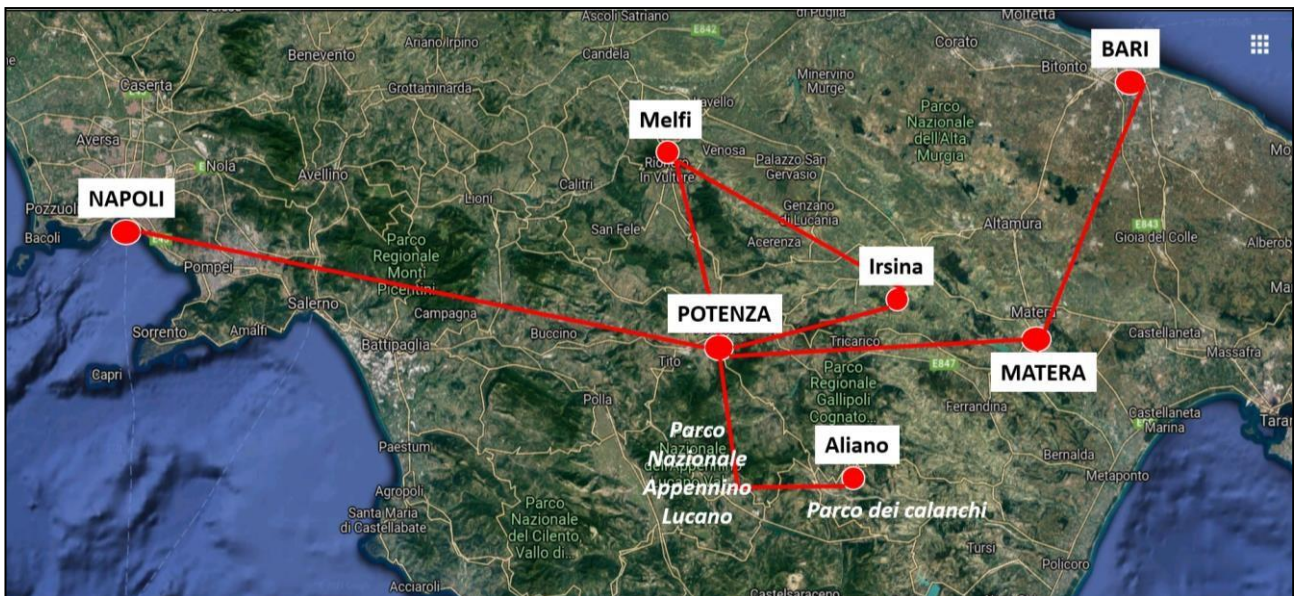 Ascoli Satriano
Molfetta
E842
Corato
BARI
Ariano Irpino
Benevento
Candela
Bitonto
Caserta
Grottaminarda
Minervino
Murge
Melfi
Parco
Nazionale
dell'Alta
Murgia
Aversa
Nola
Avellino
Venosa
Palazzo San
Gervasio
Calitri
In Vulture
Lioni
NAPOLI
Genzano
di Lucania
Altamura
E843
Gioia del Colle
Bacoli
San Fele
Acerenza
Parco
Regionale
Monti
Picentini
Pompei
Irsina
Salerno
Campagna
POTENZA
Matera
Sorrento
Amalfi
Battipaglia
Buccino
Tito
Tricarico
Castellaneta
Massafra
Capri
E847
MATERA
Parco
Regionale
Gallipoli
Cognato...
Ferrandina
Polla
Castellaneta
Marina
Paestum
Parco
Nazionale
Appennino
Lucano
Aliano
Bernalda
Metaponto
Agropoli
Santa Maria
di Castellabate
Parco
Nazionale
del Cilento,
Vallo di...
Parco dei calanchi
Tursi
Policoro
Acciaroli
Castelsaraceno